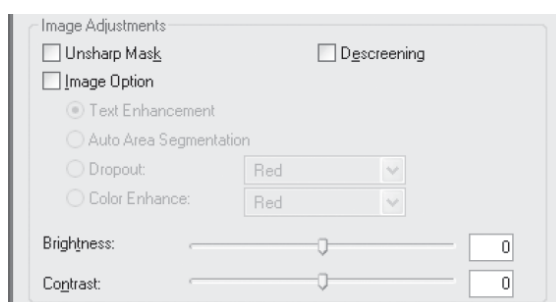 Image Adjustments
Unsharp Mask Descreening
Image Option
Text Enhancement
Auto Area Segmentation
Dropout: Red
Color Enhance: Red
Brightness: 0
Contrast: 0